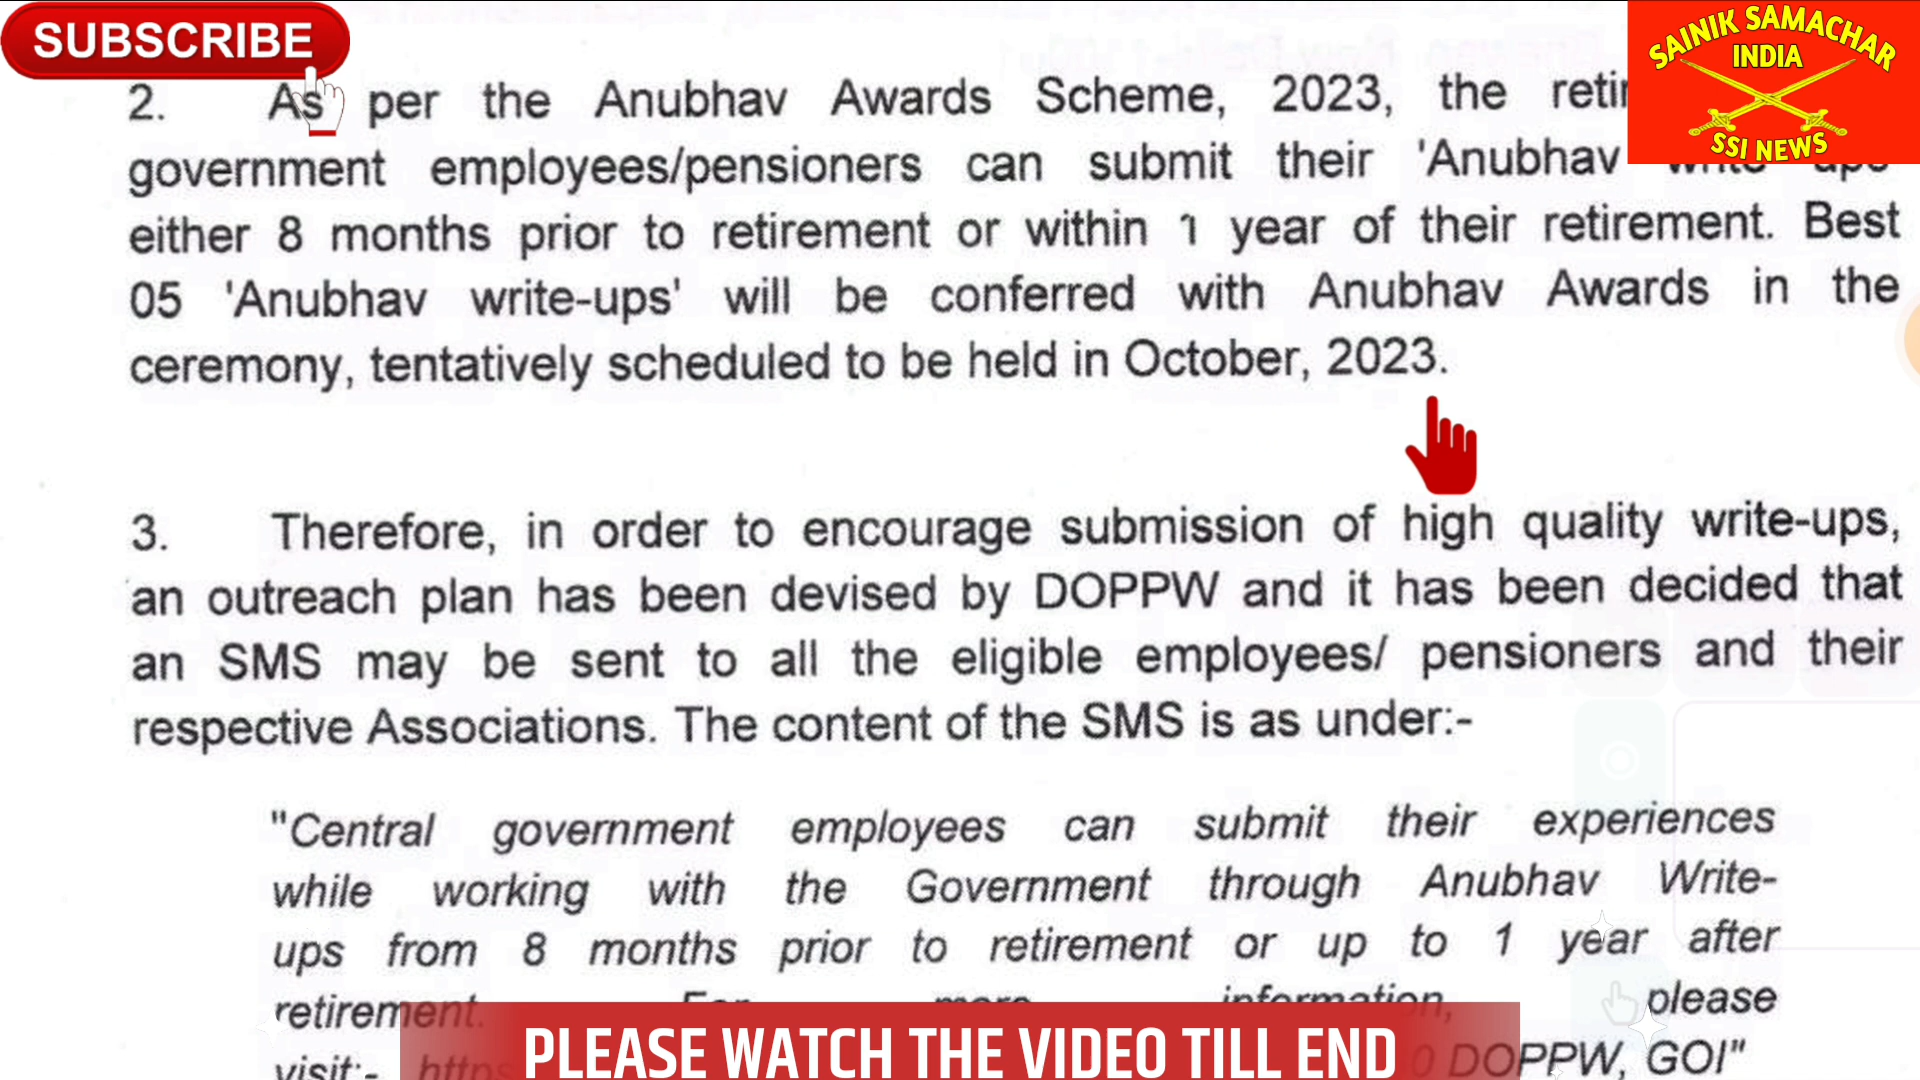 SUBSCRIBE
SAINIK SAMACHAR
INDIA
SSI NEWS
2. As per the Anubhav Awards Scheme, 2023, the
government employees/pensioners can submit their 'Anubhav
either 8 months prior to retirement or within 1 year of their retirement. Best
05 'Anubhav write-ups' will be conferred with Anubhav Awards in the
ceremony, tentatively scheduled to be held in October, 2023.
3. Therefore, in order to encourage submission of high quality write-ups,
an outreach plan has been devised by DOPPW and it has been decided that
an SMS may be sent to all the eligible employees/ pensioners and their
respective Associations. The content of the SMS is as under:-
"Central government employees can submit their experiences
while working with the Government through Anubhav Write-
ups from 8 months prior to retirement or up to 1 year after
retirement. For more information, please
visit:- https DOPPW, GOI"
PLEASE WATCH THE VIDEO TILL END